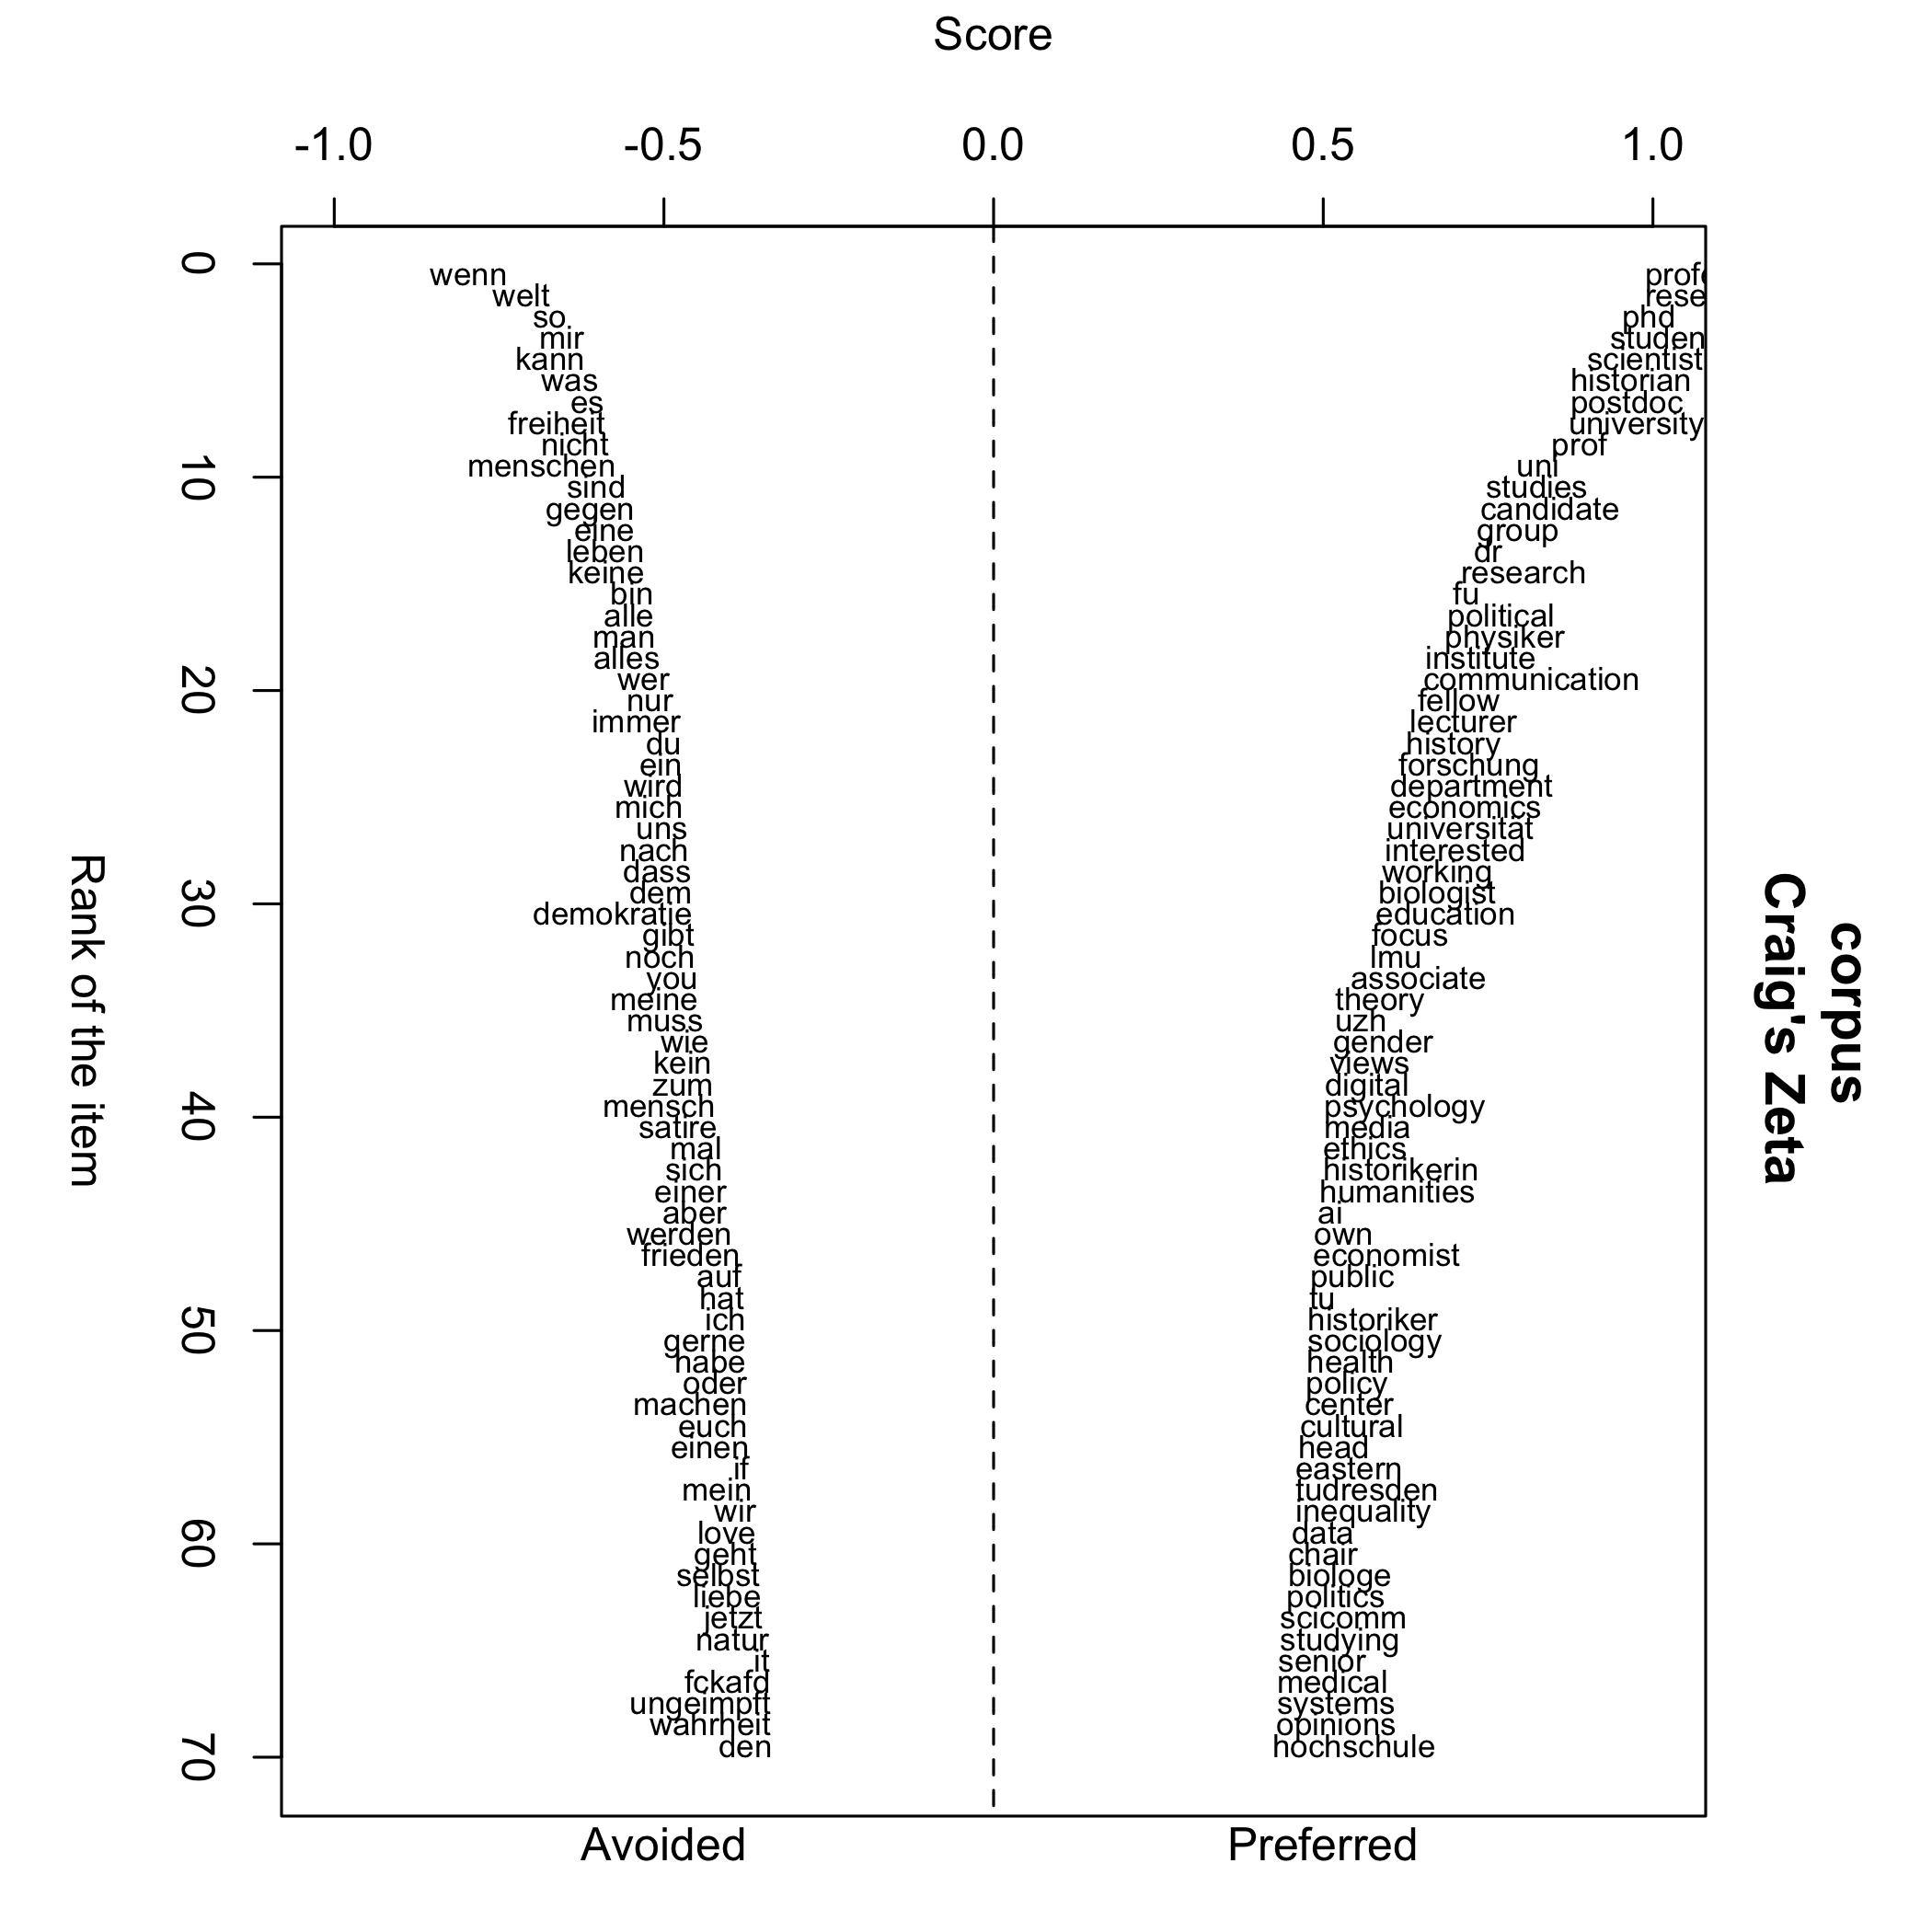 Score
-1.0 -0.5 0.0 0.5 1.0
0 10 20 30 40 50 60 70
Rank of the item
corpus
Craig's Zeta
wenn
welt
so
mir
kann
was
es
freiheit
nicht
menschen
sind
gegen
eine
leben
keine
bin
alle
man
alles
wer
nur
immer
du
ein
wird
mich
uns
nach
dass
dem
demokratie
gibt
noch
you
meine
muss
wie
kein
zum
mensch
satire
mal
sich
einer
aber
werden
frieden
auf
hat
ich
gerne
habe
oder
machen
euch
einen
if
mein
wir
love
geht
selbst
liebe
jetzt
natur
it
fckafd
ungeimpft
wahrheit
den
prof
rese
phd
studen
scientist
historian
postdoc
university
prof
uni
studies
candidate
group
dr
research
fu
political
physiker
institute
communication
fellow
lecturer
history
forschung
department
economics
universität
interested
working
biologist
education
focus
lmu
associate
theory
uzh
gender
views
digital
psychology
media
ethics
historikerin
humanities
ai
own
economist
public
tu
historiker
sociology
health
policy
center
cultural
head
eastern
tudresden
inequality
data
chair
biologe
politics
scicomm
studying
senior
medical
systems
opinions
hochschule
Avoided
Preferred